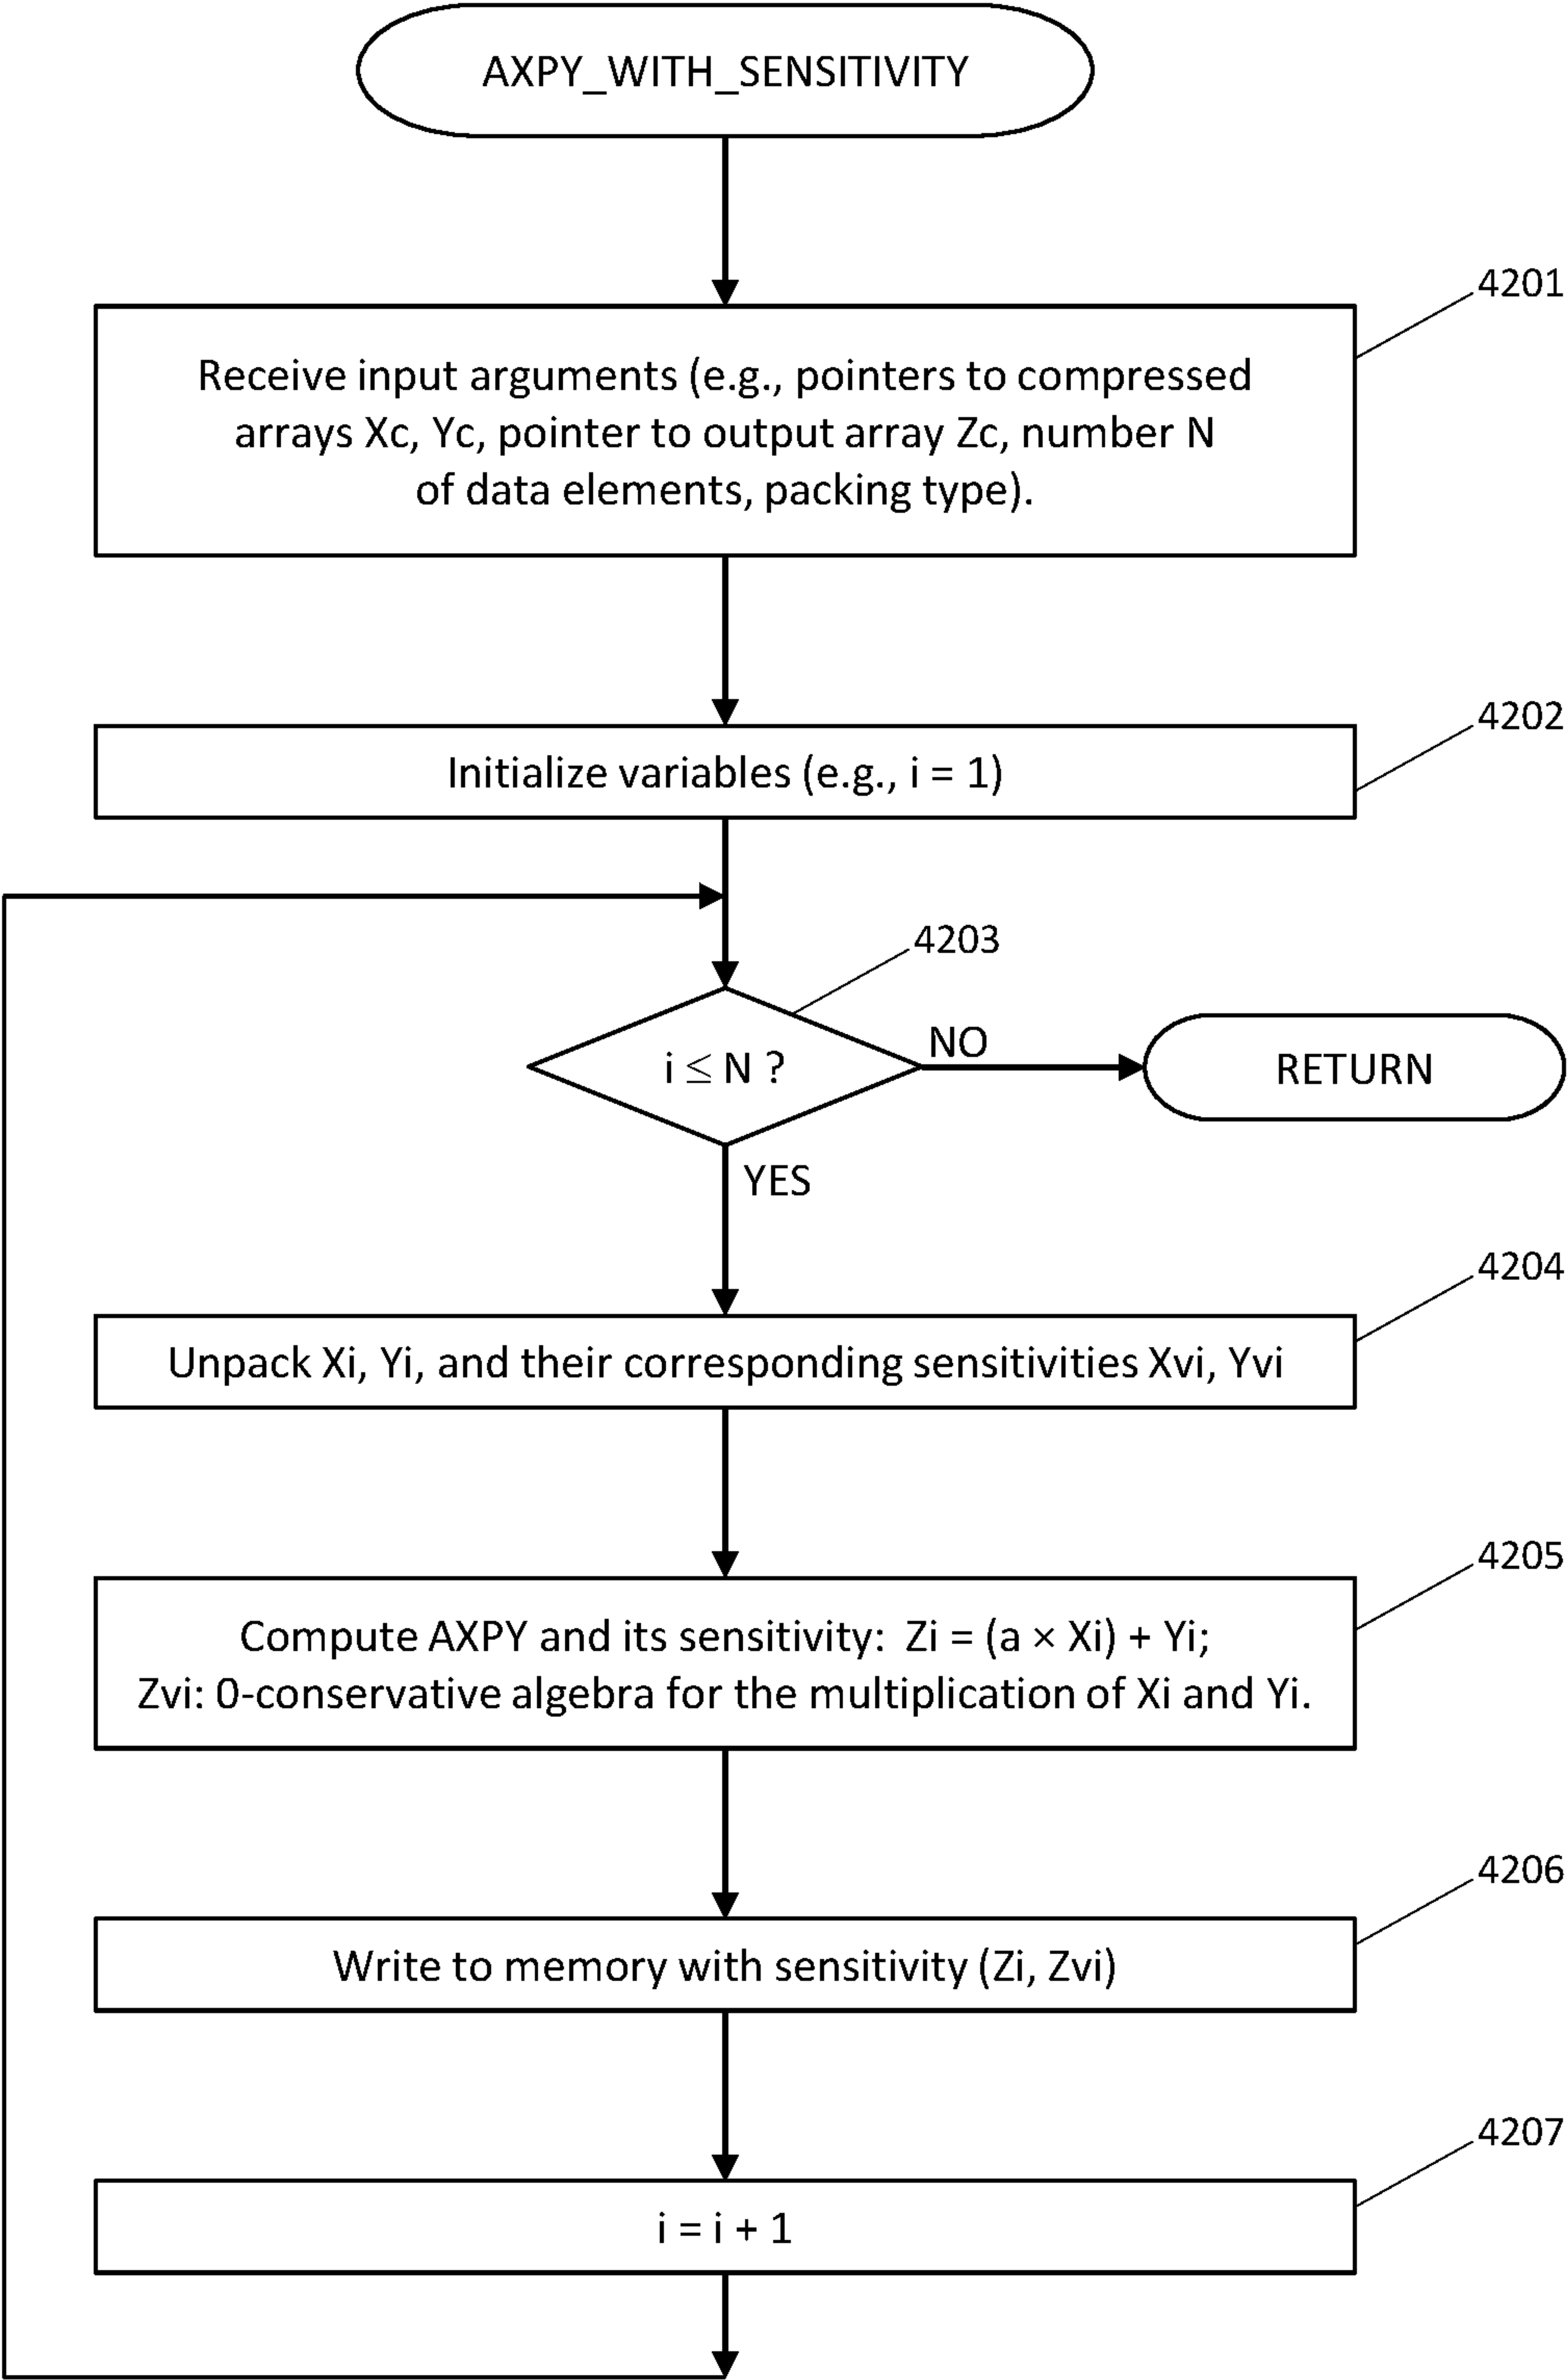 AXPY_WITH_SENSITIVITY
4201
Receive input arguments (e.g., pointers to compressed
arrays Xc, Yc, pointer to output array Zc, number N
of data elements, packing type).
4202
Initialize variables (e.g., i = 1)
4203
i ≤ N ?
NO
RETURN
YES
4204
Unpack Xi, Yi, and their corresponding sensitivities Xvi, Yvi
4205
Compute AXPY and its sensitivity: Zi = (a × Xi) + Yi;
Zvi: 0-conservative algebra for the multiplication of Xi and Yi.
4206
Write to memory with sensitivity (Zi, Zvi)
4207
i = i + 1